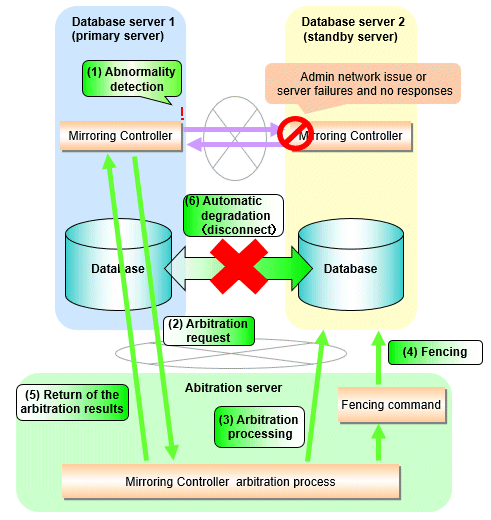 Database server 1
(primary server)
Database server 2
(standby server)
(1) Abnormality
detection
Admin network issue or
server failures and no responses
!
Mirroring Controller
Mirroring Controller
(6) Automatic
degradation
(disconnect)
Database
Database
(2) Arbitration
request
(4) Fencing
Abitration server
(5) Return of the
arbitration results
(3) Arbitration
processing
Fencing command
Mirroring Controller arbitration process